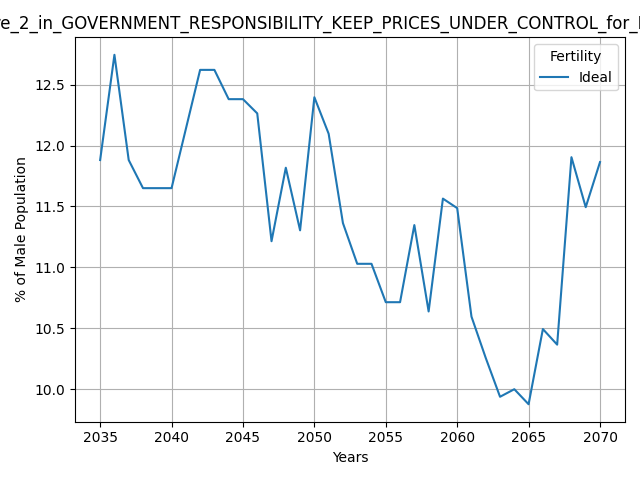 _2_in_GOVERNMENT_RESPONSIBILITY_KEEP_PRICES_UNDER_CONTROL_for_
Fertility
Ideal
12.5
12.0
11.5
11.0
10.5
10.0
% of Male Population
2035 2040 2045 2050 2055 2060 2065 2070
Years